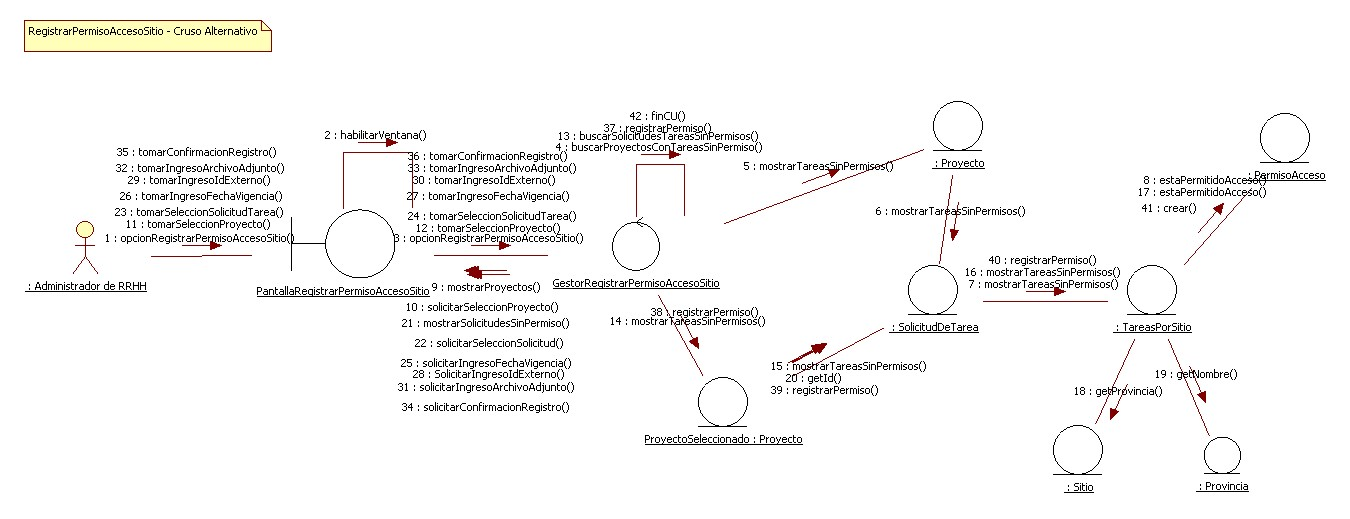 RegistrarPermisoAccesoSitio - Cruso Alternativo
35 : tomarConfirmacionRegistro()
32 : tomarIngresoArchivoAdjunto()
29 : tomarIngresoIdExterno()
26 : tomarIngresoFechaVigencia()
23 : tomarSeleccionSolicitudTarea()
11 : tomarSeleccionProyecto()
1 : opcionRegistrarPermisoAccesoSitio()
: Administrador de RRHH
2 : habilitarVentana()
PantallaRegistrarPermisoAccesoSitio
36 : tomarConfirmacionRegistro()
33 : tomarIngresoArchivoAdjunto()
30 : tomarIngresoIdExterno()
27 : tomarIngresoFechaVigencia()
24 : tomarSeleccionSolicitudTarea()
12 : tomarSeleccionProyecto()
3 : opcionRegistrarPermisoAccesoSitio()
9 : mostrarProyectos()
10 : solicitarSeleccionProyecto()
21 : mostrarSolicitudesSinPermiso()
22 : solicitarSeleccionSolicitud()
25 : solicitarIngresoFechaVigencia()
28 : SolicitarIngresoIdExterno()
31 : solicitarIngresoArchivoAdjunto()
34 : solicitarConfirmacionRegistro()
42 : finCU()
37 : registrarPermiso()
13 : buscarSolicitudesTareasSinPermisos()
4 : buscarProyectosConTareasSinPermiso()
GestorRegistrarPermisoAccesoSitio
5 : mostrarTareasSinPermisos()
: Proyecto
6 : mostrarTareasSinPermisos()
38 : registrarPermiso()
14 : mostrarTareasSinPermisos()
ProyectoSeleccionado : Proyecto
15 : mostrarTareasSinPermisos()
20 : getId()
39 : registrarPermiso()
: SolicitudDeTarea
40 : registrarPermiso()
16 : mostrarTareasSinPermisos()
7 : mostrarTareasSinPermisos()
: TareasPorSitio
8 : estaPermitidoAcceso()
17 : estaPermitidoAcceso()
41 : crear()
: PermisoAcceso
19 : getNombre()
18 : getProvincia()
: Sitio
: Provincia